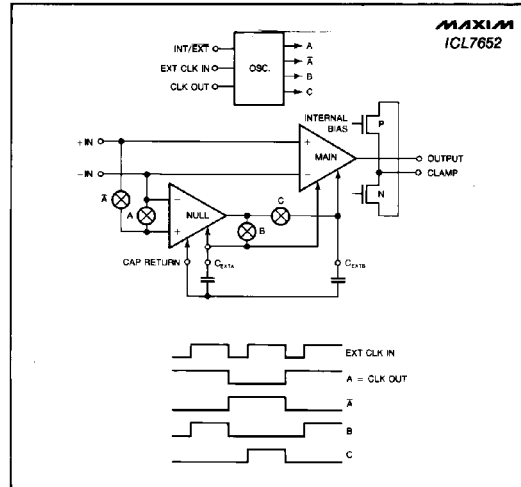 MAXIM
ICL7652
INT/EXT
EXT CLK IN
CLK OUT
OSC.
A
A̅
B
C
INTERNAL
BIAS
P
+IN
-IN
+
-
MAIN
OUTPUT
CLAMP
N
A̅
A
-
+
NULL
C
B
CAP RETURN
CEXTA
CEXTB
EXT CLK IN
A = CLK OUT
A̅
B
C